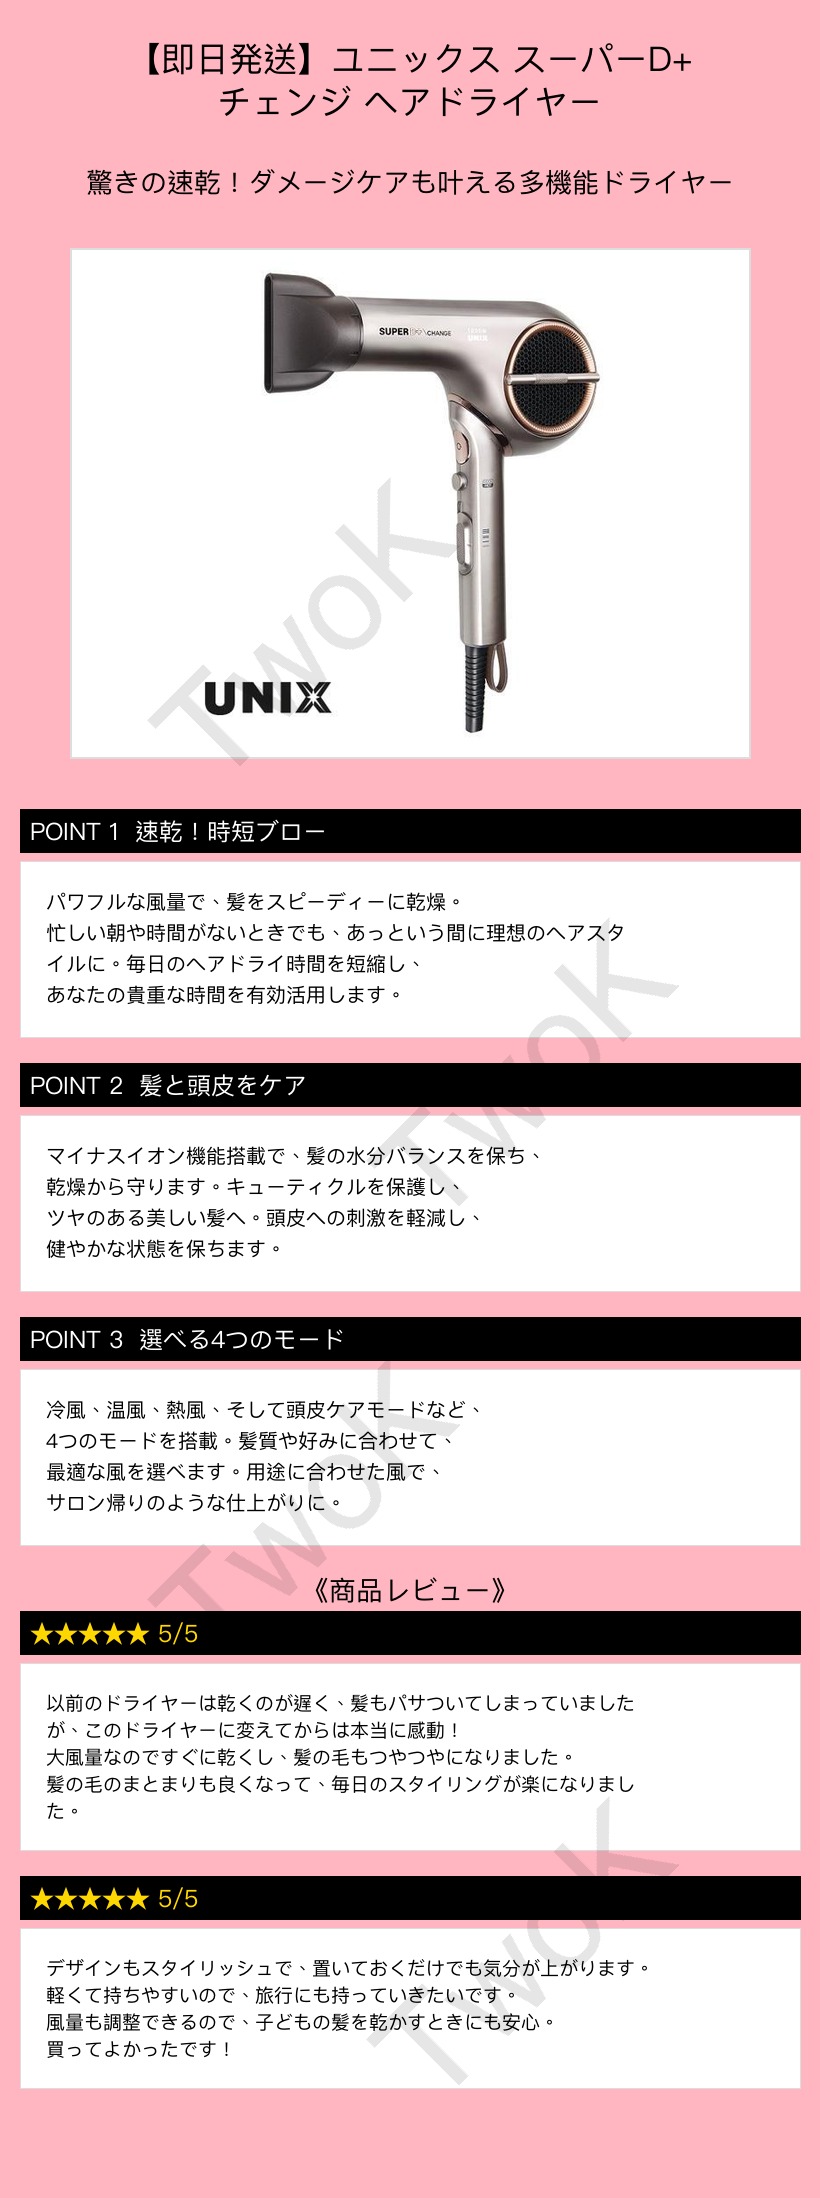 【即日発送】ユニックス スーパーD+
チェンジ ヘアドライヤー
驚きの速乾！ダメージケアも叶える多機能ドライヤー
SUPER D+ CHANGE
UNIX
UNIX
TwoK
POINT 1 速乾！時短ブロー
パワフルな風量で、髪をスピーディーに乾燥。
忙しい朝や時間がないときでも、あっという間に理想のヘアスタ
イルに。毎日のヘアドライ時間を短縮し、
あなたの貴重な時間を有効活用します。
TwoK
POINT 2 髪と頭皮をケア
マイナスイオン機能搭載で、髪の水分バランスを保ち、
乾燥から守ります。キューティクルを保護し、
ツヤのある美しい髪へ。頭皮への刺激を軽減し、
健やかな状態を保ちます。
POINT 3 選べる4つのモード
冷風、温風、熱風、そして頭皮ケアモードなど、
4つのモードを搭載。髪質や好みに合わせて、
最適な風を選べます。用途に合わせた風で、
サロン帰りのような仕上がりに。
TwoK
《商品レビュー》
★★★★★ 5/5
以前のドライヤーは乾くのが遅く、髪もパサついてしまっていました
が、このドライヤーに変えてからは本当に感動！
大風量なのですぐに乾くし、髪の毛もつやつやになりました。
髪の毛のまとまりも良くなって、毎日のスタイリングが楽になりまし
た。
★★★★★ 5/5
デザインもスタイリッシュで、置いておくだけでも気分が上がります。
軽くて持ちやすいので、旅行にも持っていきたいです。
風量も調整できるので、子どもの髪を乾かすときにも安心。
買ってよかったです！
TwoK